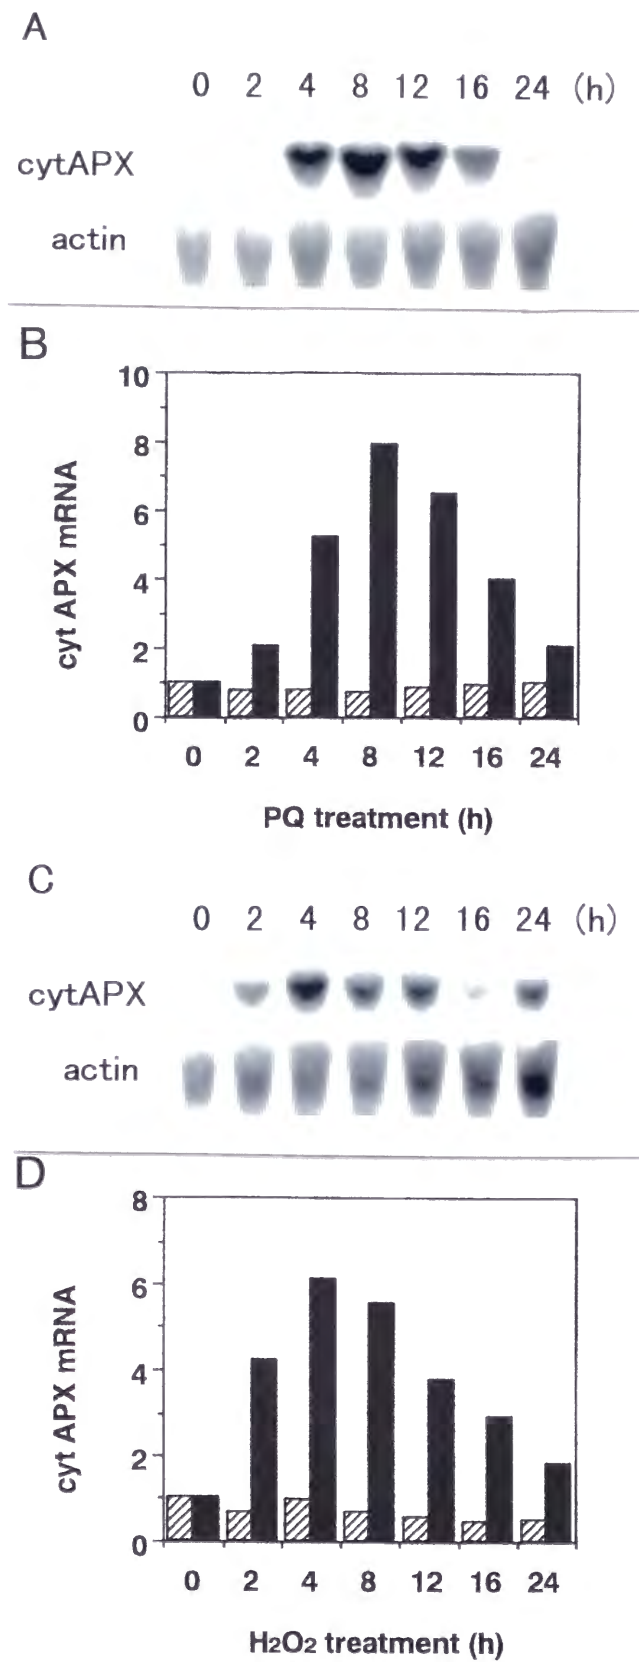 A
0 2 4 8 12 16 24 (h)
cytAPX
actin
B
10
8
6
4
2
0
cyt APX mRNA
0 2 4 8 12 16 24
PQ treatment (h)
C
0 2 4 8 12 16 24 (h)
cytAPX
actin
D
8
6
4
2
0
cyt APX mRNA
0 2 4 8 12 16 24
H2O2 treatment (h)